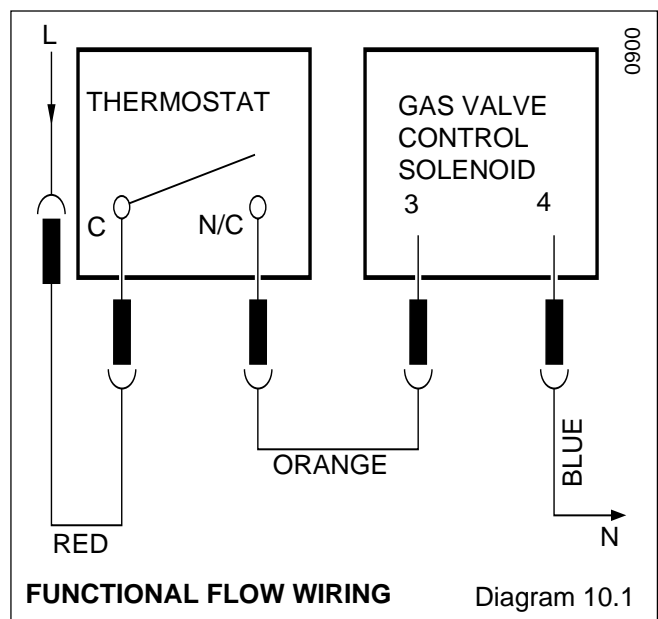 L
0900
THERMOSTAT
GAS VALVE
CONTROL
SOLENOID
3 4
C N/C
ORANGE
BLUE
RED
N
FUNCTIONAL FLOW WIRING Diagram 10.1